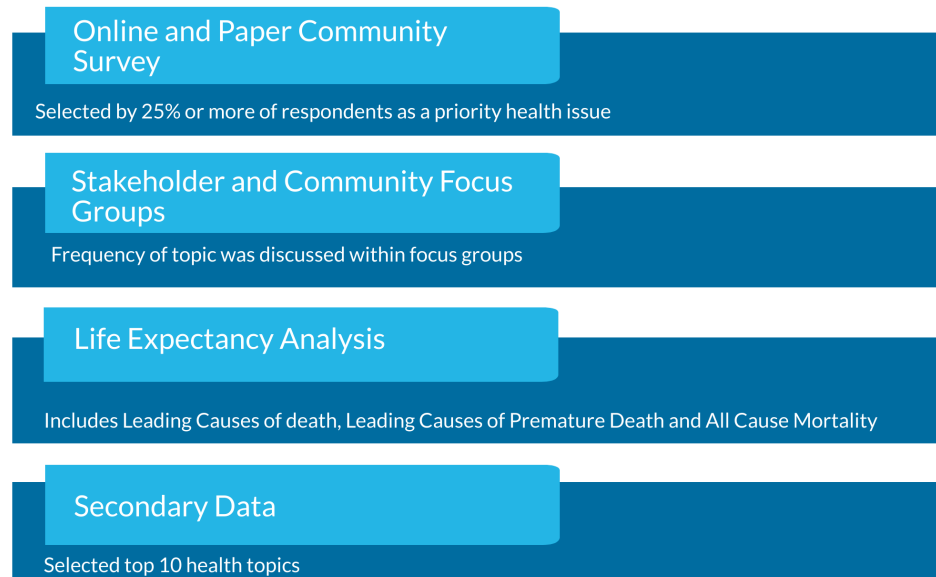 Online and Paper Community
Survey
Selected by 25% or more of respondents as a priority health issue
Stakeholder and Community Focus
Groups
Frequency of topic was discussed within focus groups
Life Expectancy Analysis
Includes Leading Causes of death, Leading Causes of Premature Death and All Cause Mortality
Secondary Data
Selected top 10 health topics